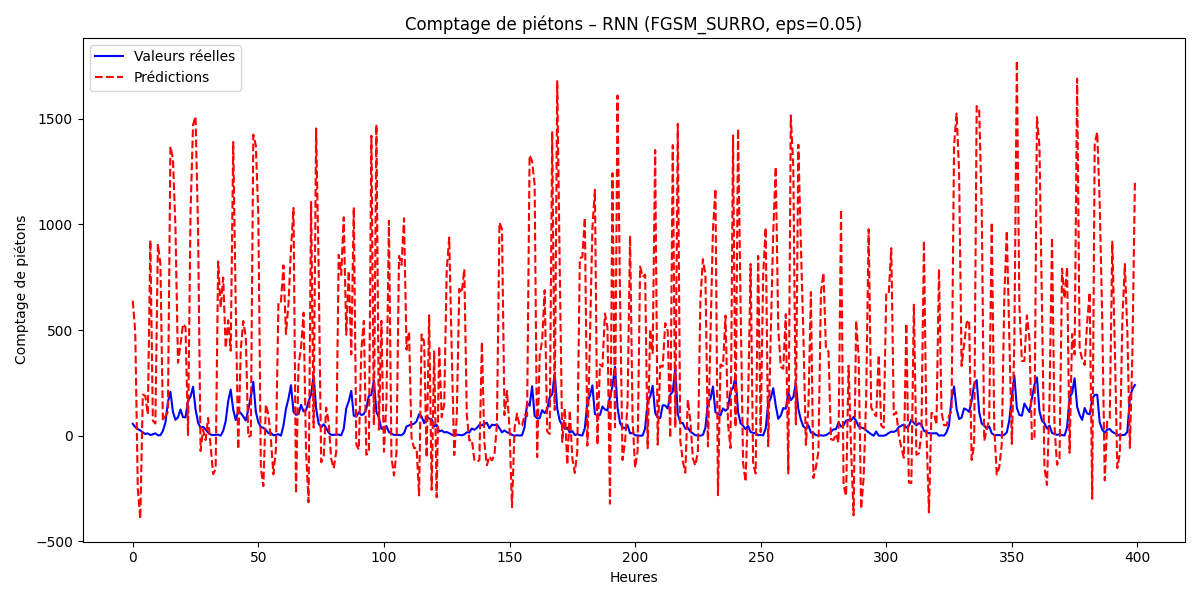 Comptage de piétons – RNN (FGSM_SURRO, eps=0.05)
Valeurs réelles
Prédictions
Comptage de piétons
1500
1000
500
0
−500
0 50 100 150 200 250 300 350 400
Heures